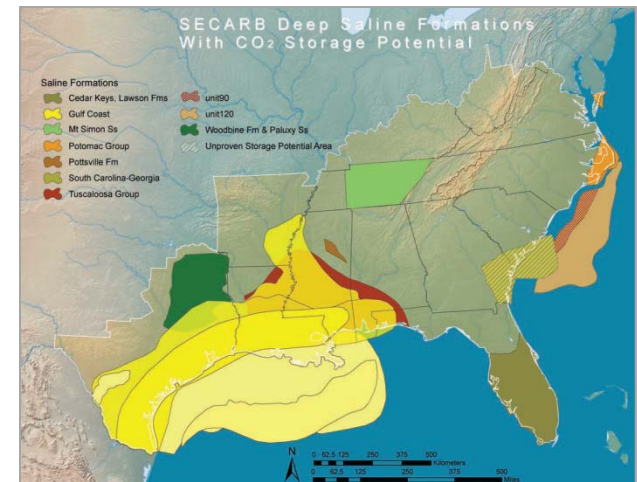 SECARB Deep Saline Formations
With CO₂ Storage Potential
Saline Formations
Cedar Keys, Lawson Fms
Gulf Coast
Mt Simon Ss
Potomac Group
Pottsville Fm
South Carolina-Georgia
Tuscaloosa Group
unit90
unit120
Woodbine Fm & Paluxy Ss
Unproven Storage Potential Area
N
0 62.5 125 250 375 500
Kilometers
0 62.5 125 250 375 500
Miles